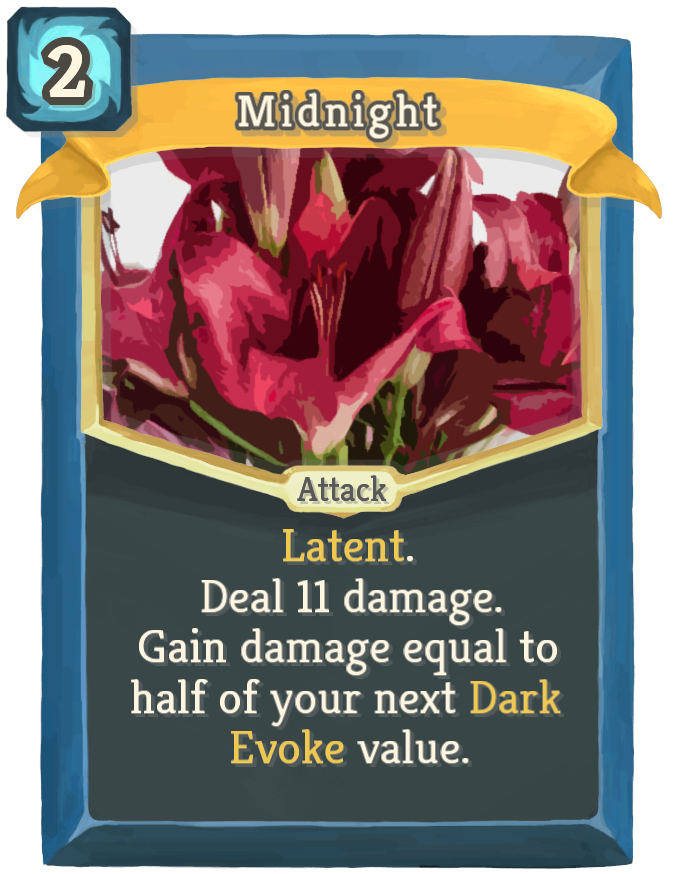 2
Midnight
Attack
Latent.
Deal 11 damage.
Gain damage equal to
half of your next Dark
Evoke value.